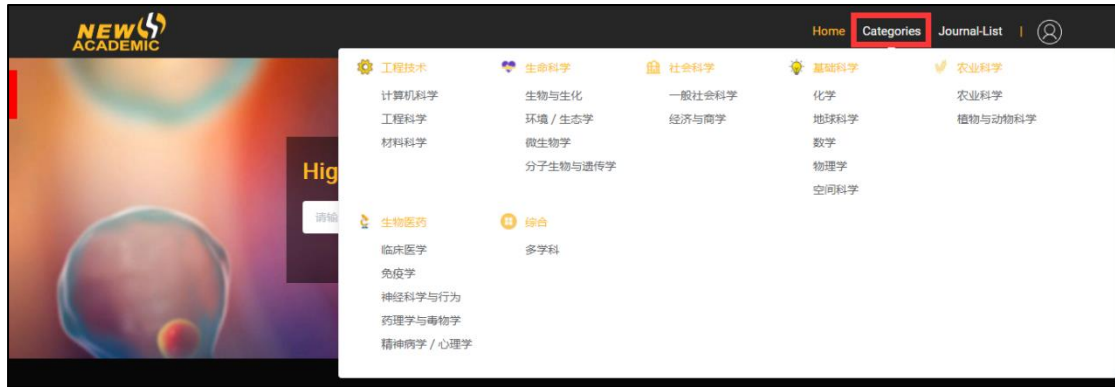 NEW
ACADEMIC
Home Categories Journal-List |
工程技术
计算机科学
工程科学
材料科学
生命科学
生物与生化
环境 / 生态学
微生物学
分子生物与遗传学
社会科学
一般社会科学
经济与商学
基础科学
化学
地球科学
数学
物理学
空间科学
农业科学
农业科学
植物与动物科学
生物医药
临床医学
免疫学
神经科学与行为
药理学与毒物学
精神病学 / 心理学
综合
多学科
Hig
请输